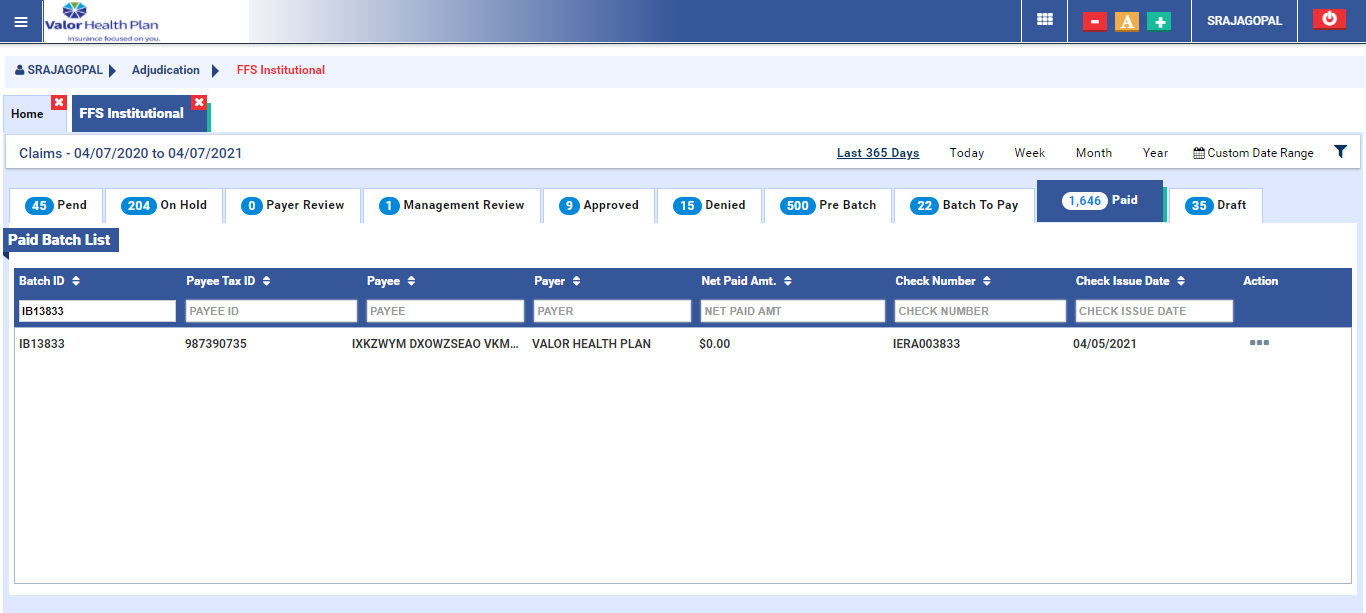 Valor Health Plan
Insurance focused on you.
A
SRAJAGOPAL
SRAJAGOPAL Adjudication FFS Institutional
Home FFS Institutional
Claims - 04/07/2020 to 04/07/2021 Last 365 Days Today Week Month Year Custom Date Range
45 Pend 204 On Hold 0 Payer Review 1 Management Review 9 Approved 15 Denied 500 Pre Batch 22 Batch To Pay 1,646 Paid 35 Draft
Paid Batch List
Batch ID Payee Tax ID Payee Payer Net Paid Amt. Check Number Check Issue Date Action
IB13833 PAYEE ID PAYEE PAYER NET PAID AMT CHECK NUMBER CHECK ISSUE DATE
IB13833 987390735 IXKZWYM DXOWZSEAO VKM... VALOR HEALTH PLAN $0.00 IERA003833 04/05/2021